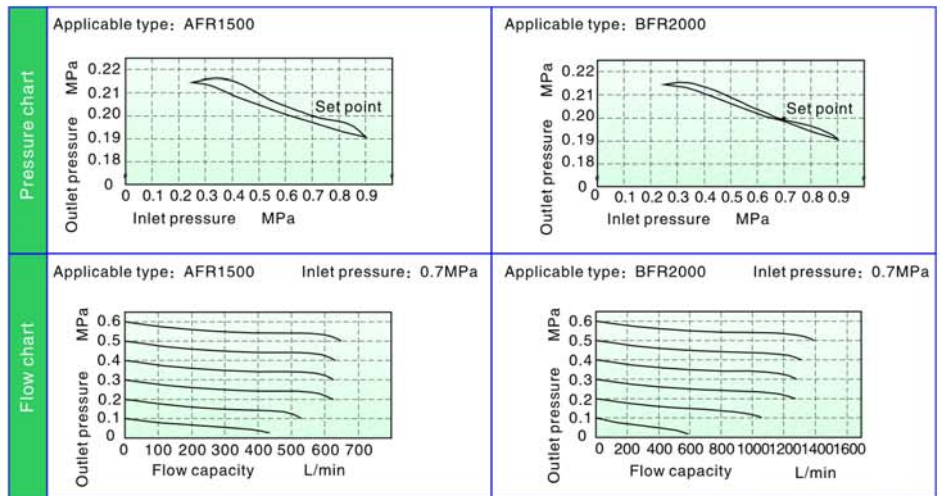 Pressure chart
Applicable type: AFR1500
Outlet pressure MPa
0.22
0.21
0.20
0.19
0.18
0
Set point
0 0.1 0.2 0.3 0.4 0.5 0.6 0.7 0.8 0.9
Inlet pressure MPa
Applicable type: BFR2000
Outlet pressure MPa
0.22
0.21
0.20
0.19
0.18
0
Set point
0 0.1 0.2 0.3 0.4 0.5 0.6 0.7 0.8 0.9
Inlet pressure MPa
Flow chart
Applicable type: AFR1500 Inlet pressure: 0.7MPa
Outlet pressure MPa
0.6
0.5
0.4
0.3
0.2
0.1
0
0 100 200 300 400 500 600 700
Flow capacity L/min
Applicable type: BFR2000 Inlet pressure: 0.7MPa
Outlet pressure MPa
0.6
0.5
0.4
0.3
0.2
0.1
0
200 400 600 800 1000 1200 1400 1600
Flow capacity L/min